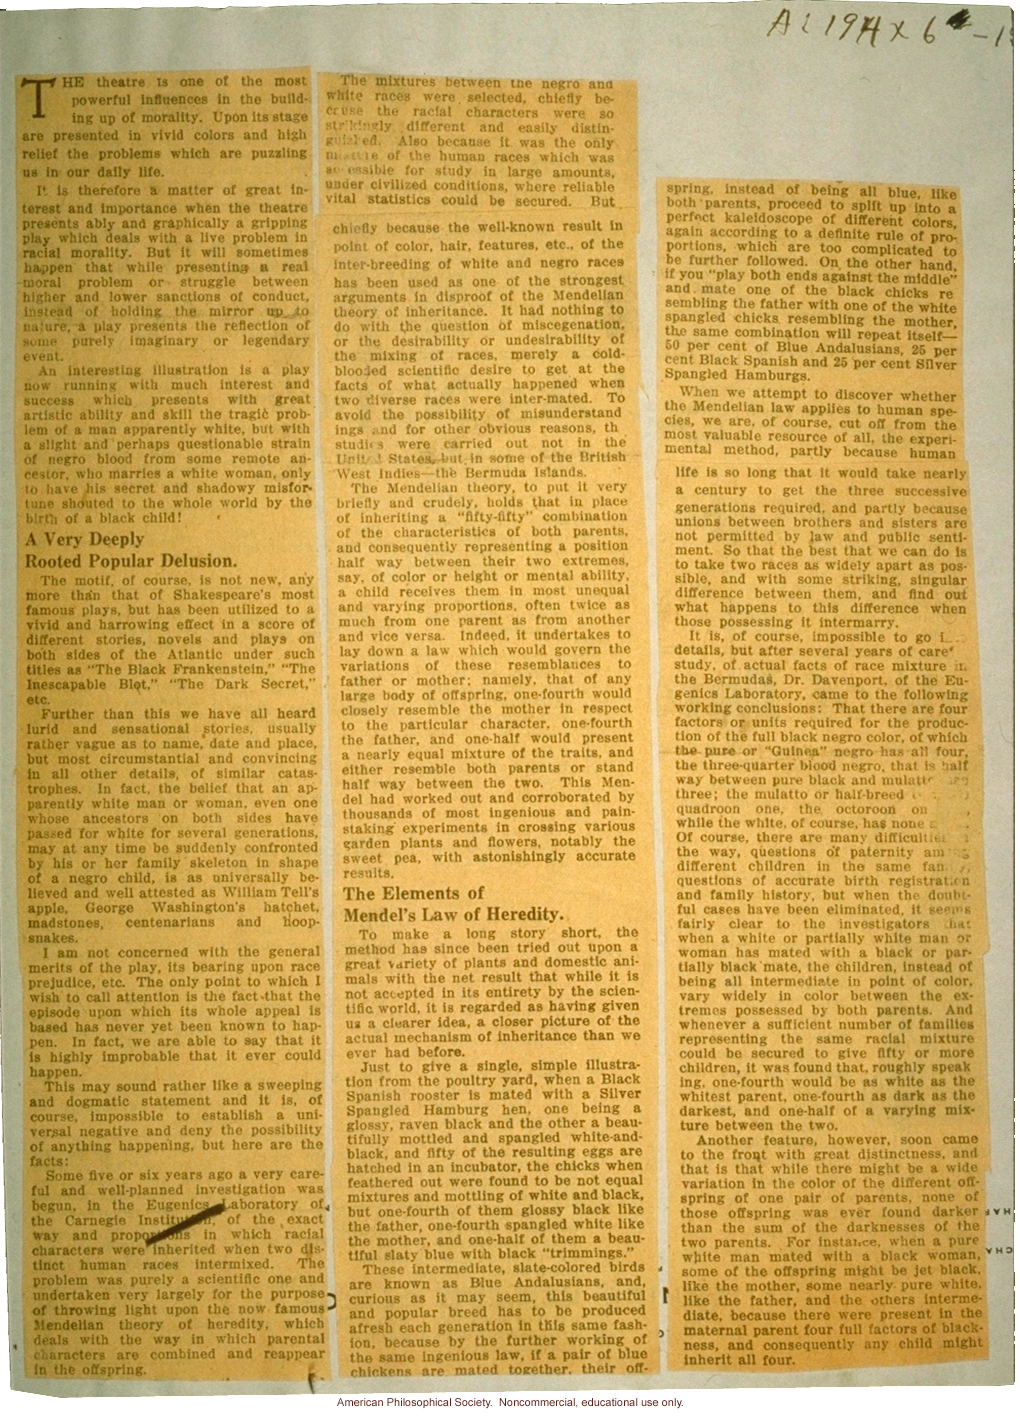 THE theatre is one of the most
powerful influences in the build-
ing up of morality. Upon its stage
are presented in vivid colors and high
relief the problems which are puzzling
us in our daily life.
It is therefore a matter of great in-
terest and importance when the theatre
presents ably and graphically a gripping
play which deals with a live problem in
racial morality. But it will sometimes
happen that while presenting a real
moral problem or struggle between
higher and lower sanctions of conduct,
instead of holding the mirror up to
nature, a play presents the reflection of
some purely imaginary or legendary
event.
An interesting illustration is a play
now running with much interest and
success which presents with great
artistic ability and skill the tragic prob-
lem of a man apparently white, but with
a slight and perhaps questionable strain
of negro blood from some remote an-
cestor, who marries a white woman, only
to have his secret and shadowy misfor-
tune shouted to the whole world by the
birth of a black child!
A Very Deeply
Rooted Popular Delusion.
The motif, of course, is not new, any
more than that of Shakespeare's most
famous plays, but has been utilized to a
vivid and harrowing effect in a score of
different stories, novels and plays on
both sides of the Atlantic under such
titles as "The Black Frankenstein," "The
Inescapable Blot," "The Dark Secret,"
etc.
Further than this we have all heard
lurid and sensational stories, usually
rather vague as to name, date and place,
but most circumstantial and convincing
in all other details, of similar catas-
trophes. In fact, the belief that an ap-
parently white man or woman, even one
whose ancestors on both sides have
passed for white for several generations,
may at any time be suddenly confronted
by his or her family skeleton in shape
of a negro child, is as universally be-
lieved and well attested as William Tell's
apple, George Washington's hatchet,
madstones, centenarians and hoop-
snakes.
I am not concerned with the general
merits of the play, its bearing upon race
prejudice, etc. The only point to which I
wish to call attention is the fact that the
episode upon which its whole appeal is
based has never yet been known to hap-
pen. In fact, we are able to say that it
is highly improbable that it ever could
happen.
This may sound rather like a sweeping
and dogmatic statement and it is, of
course, impossible to establish a uni-
versal negative and deny the possibility
of anything happening, but here are the
facts:
Some five or six years ago a very care-
ful and well-planned investigation was
begun, in the Eugenics Laboratory of
the Carnegie Institution, of the exact
way and proportions in which racial
characters were inherited when two dis-
tinct human races intermixed. The
problem was purely a scientific one and
undertaken very largely for the purpose
of throwing light upon the now famous
Mendelian theory of heredity, which
deals with the way in which parental
characters are combined and reappear
in the offspring.
The mixtures between the negro and
white races were selected, chiefly be-
cause the racial characters were so
strikingly different and easily distin-
guished. Also because it was the only
mixture of the human races which was
accessible for study in large amounts,
under civilized conditions, where reliable
vital statistics could be secured. But
chiefly because the well-known result in
point of color, hair, features, etc., of the
inter-breeding of white and negro races
has been used as one of the strongest
arguments in disproof of the Mendelian
theory of inheritance. It had nothing to
do with the question of miscegenation,
or the desirability or undesirability of
the mixing of races, merely a cold-
blooded scientific desire to get at the
facts of what actually happened when
two diverse races were inter-mated. To
avoid the possibility of misunderstand
ings and for other obvious reasons, th
studies were carried out not in the
United States, but in some of the British
West Indies—the Bermuda Islands.
The Mendelian theory, to put it very
briefly and crudely, holds that in place
of inheriting a "fifty-fifty" combination
of the characteristics of both parents,
and consequently representing a position
half way between their two extremes,
say, of color or height or mental ability,
a child receives them in most unequal
and varying proportions, often twice as
much from one parent as from another
and vice versa. Indeed, it undertakes to
lay down a law which would govern the
variations of these resemblances to
father or mother; namely, that of any
large body of offspring, one-fourth would
closely resemble the mother in respect
to the particular character, one-fourth
the father, and one-half would present
a nearly equal mixture of the traits, and
either resemble both parents or stand
half way between the two. This Men-
del had worked out and corroborated by
thousands of most ingenious and pain-
staking experiments in crossing various
garden plants and flowers, notably the
sweet pea, with astonishingly accurate
results.
The Elements of
Mendel's Law of Heredity.
To make a long story short, the
method has since been tried out upon a
great variety of plants and domestic ani-
mals with the net result that while it is
not accepted in its entirety by the scien-
tific world, it is regarded as having given
us a clearer idea, a closer picture of the
actual mechanism of inheritance than we
ever had before.
Just to give a single, simple illustra-
tion from the poultry yard, when a Black
Spanish rooster is mated with a Silver
Spangled Hamburg hen, one being a
glossy, raven black and the other a beau-
tifully mottled and spangled white-and-
black, and fifty of the resulting eggs are
hatched in an incubator, the chicks when
feathered out were found to be not equal
mixtures and mottling of white and black,
but one-fourth of them glossy black like
the father, one-fourth spangled white like
the mother, and one-half of them a beau-
tiful slaty blue with black "trimmings."
These intermediate, slate-colored birds
are known as Blue Andalusians, and,
curious as it may seem, this beautiful
and popular breed has to be produced
afresh each generation in this same fash-
ion, because by the further working of
the same ingenious law, if a pair of blue
chickens are mated together, their off-
spring, instead of being all blue, like
both parents, proceed to split up into a
perfect kaleidoscope of different colors,
again according to a definite rule of pro-
portions, which are too complicated to
be further followed. On the other hand,
if you "play both ends against the middle"
and mate one of the black chicks re
sembling the father with one of the white
spangled chicks resembling the mother,
the same combination will repeat itself—
50 per cent of Blue Andalusians, 25 per
cent Black Spanish and 25 per cent Silver
Spangled Hamburgs.
When we attempt to discover whether
the Mendelian law applies to human spe-
cies, we are, of course, cut off from the
most valuable resource of all, the experi-
mental method, partly because human
life is so long that it would take nearly
a century to get the three successive
generations required, and partly because
unions between brothers and sisters are
not permitted by law and public senti-
ment. So that the best that we can do is
to take two races as widely apart as pos-
sible, and with some striking, singular
difference between them, and find out
what happens to this difference when
those possessing it intermarry.
It is, of course, impossible to go
details, but after several years of care
study, of actual facts of race mixture in
the Bermudas, Dr. Davenport, of the Eu-
genics Laboratory, came to the following
working conclusions: That there are four
factors or units required for the produc-
tion of the full black negro color, of which
the pure or "Guinea" negro has all four,
the three-quarter blood negro, that is half
way between pure black and mulatt
three; the mulatto or half-breed
quadroon one, the octoroon on
while the white, of course, has none
Of course, there are many difficulties
the way, questions of paternity am
different children in the same fam
questions of accurate birth registration
and family history, but when the doubt-
ful cases have been eliminated, it seems
fairly clear to the investigators that
when a white or partially white man or
woman has mated with a black or par-
tially black mate, the children, instead of
being all intermediate in point of color,
vary widely in color between the ex-
tremes possessed by both parents. And
whenever a sufficient number of families
representing the same racial mixture
could be secured to give fifty or more
children, it was found that, roughly speak
ing, one-fourth would be as white as the
whitest parent, one-fourth as dark as the
darkest, and one-half of a varying mix-
ture between the two.
Another feature, however, soon came
to the front with great distinctness, and
that is that while there might be a wide
variation in the color of the different off-
spring of one pair of parents, none of
those offspring was ever found darker
than the sum of the darknesses of the
two parents. For instance, when a pure
white man mated with a black woman,
some of the offspring might be jet black,
like the mother, some nearly pure white,
like the father, and the others interme-
diate, because there were present in the
maternal parent four full factors of black-
ness, and consequently any child might
inherit all four.
American Philosophical Society. Noncommercial, educational use only.